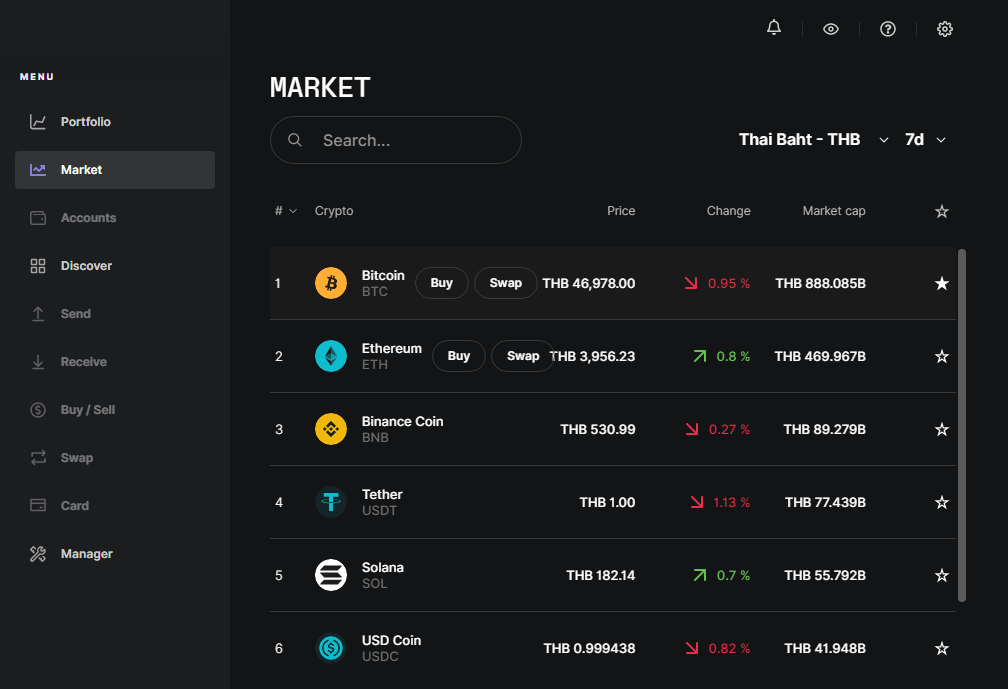 MENU
Portfolio
Market
Accounts
Discover
Send
Receive
Buy / Sell
Swap
Card
Manager
MARKET
Search...
Thai Baht - THB 7d
# Crypto Price Change Market cap
1 Bitcoin BTC Buy Swap THB 46,978.00 0.95 % THB 888.085B
2 Ethereum ETH Buy Swap THB 3,956.23 0.8 % THB 469.967B
3 Binance Coin BNB THB 530.99 0.27 % THB 89.279B
4 Tether USDT THB 1.00 1.13 % THB 77.439B
5 Solana SOL THB 182.14 0.7 % THB 55.792B
6 USD Coin USDC THB 0.999438 0.82 % THB 41.948B